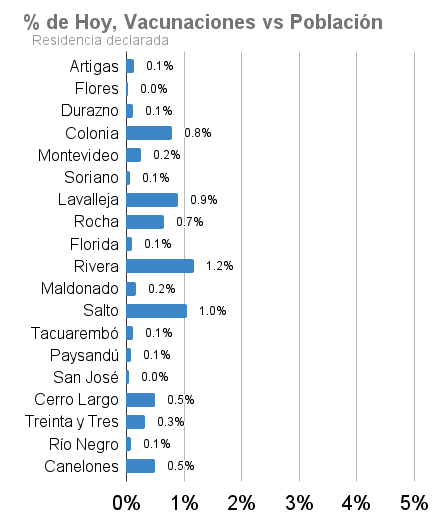 % de Hoy, Vacunaciones vs Población
Residencia declarada
Artigas 0.1%
Flores 0.0%
Durazno 0.1%
Colonia 0.8%
Montevideo 0.2%
Soriano 0.1%
Lavalleja 0.9%
Rocha 0.7%
Florida 0.1%
Rivera 1.2%
Maldonado 0.2%
Salto 1.0%
Tacuarembó 0.1%
Paysandú 0.1%
San José 0.0%
Cerro Largo 0.5%
Treinta y Tres 0.3%
Río Negro 0.1%
Canelones 0.5%
0% 1% 2% 3% 4% 5%